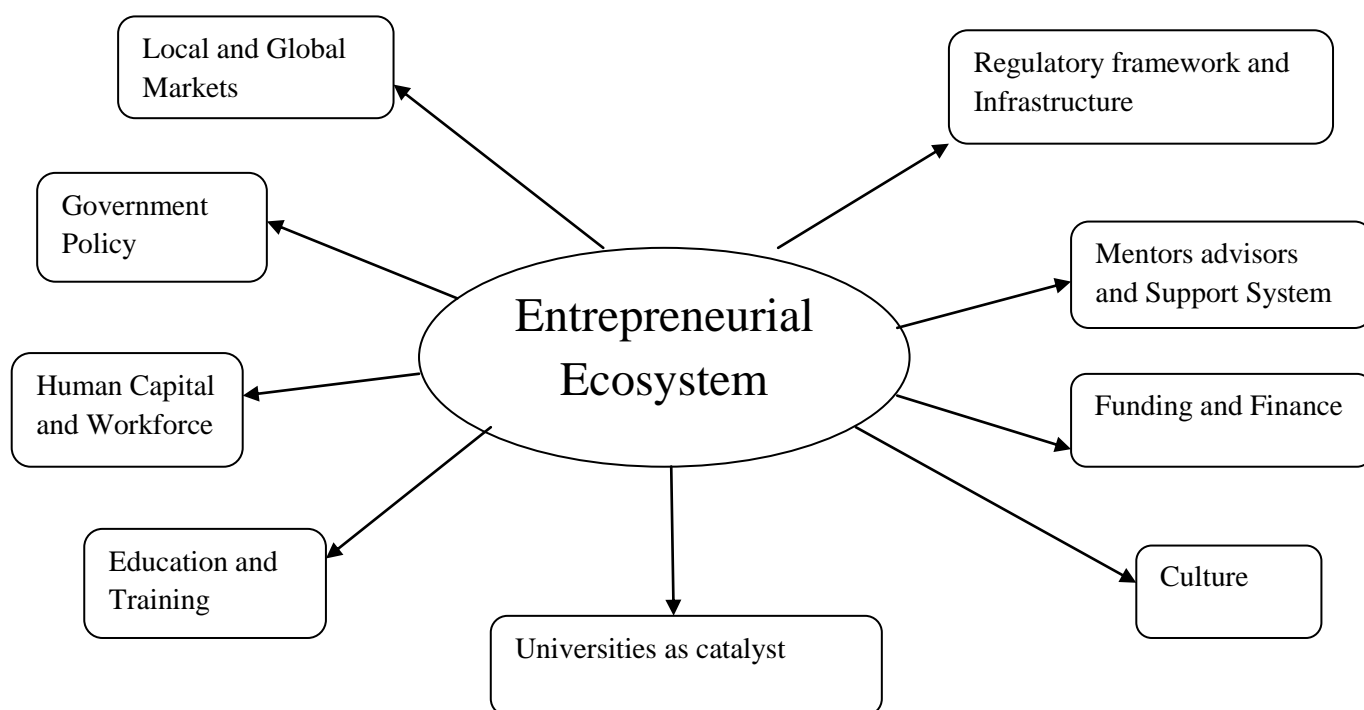 Local and Global
Markets
Regulatory framework and
Infrastructure
Government
Policy
Mentors advisors
and Support System
Entrepreneurial
Ecosystem
Human Capital
and Workforce
Funding and Finance
Education and
Training
Culture
Universities as catalyst